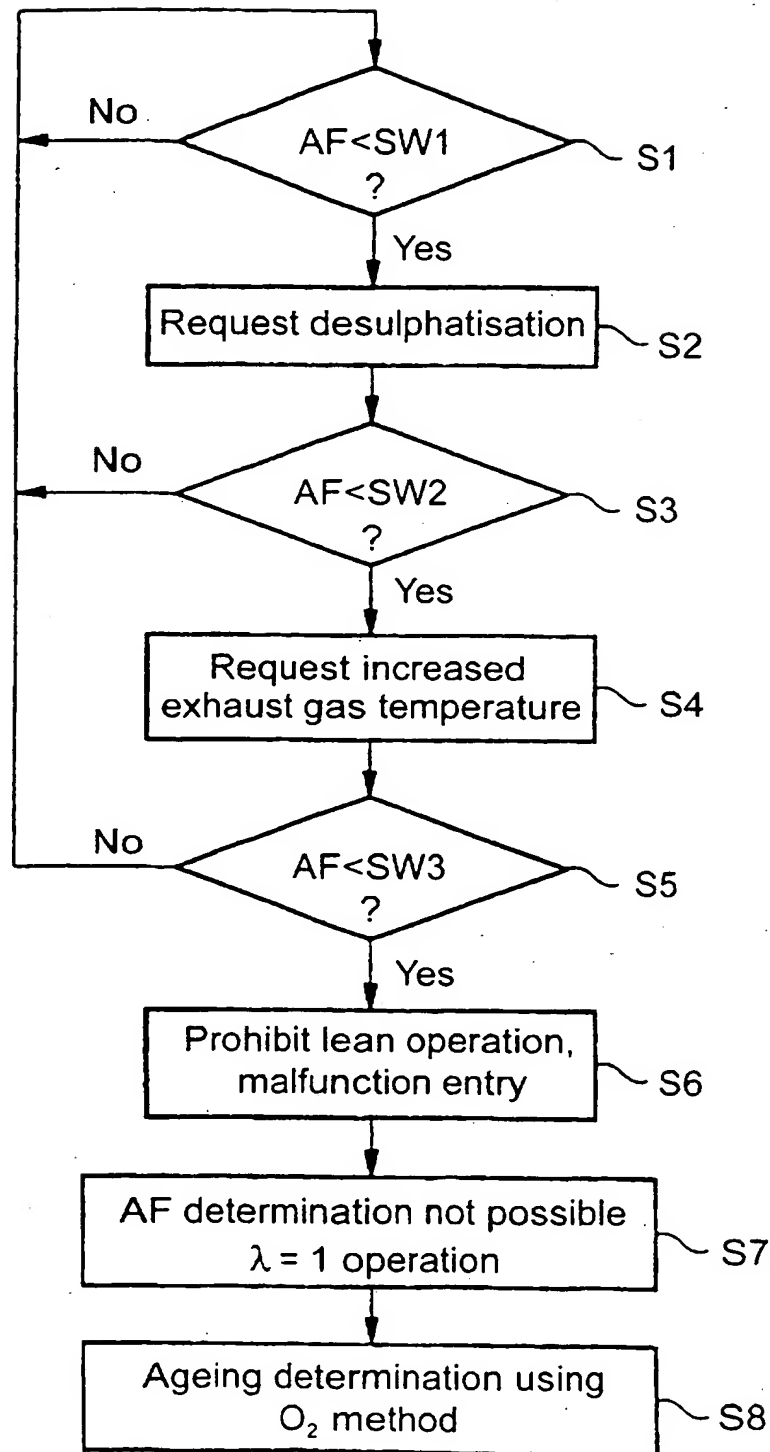 No
AF<SW1
?
S1
Yes
Request desulphatisation
S2
No
AF<SW2
?
S3
Yes
Request increased
exhaust gas temperature
S4
No
AF<SW3
?
S5
Yes
Prohibit lean operation,
malfunction entry
S6
AF determination not possible
λ = 1 operation
S7
Ageing determination using
O₂ method
S8